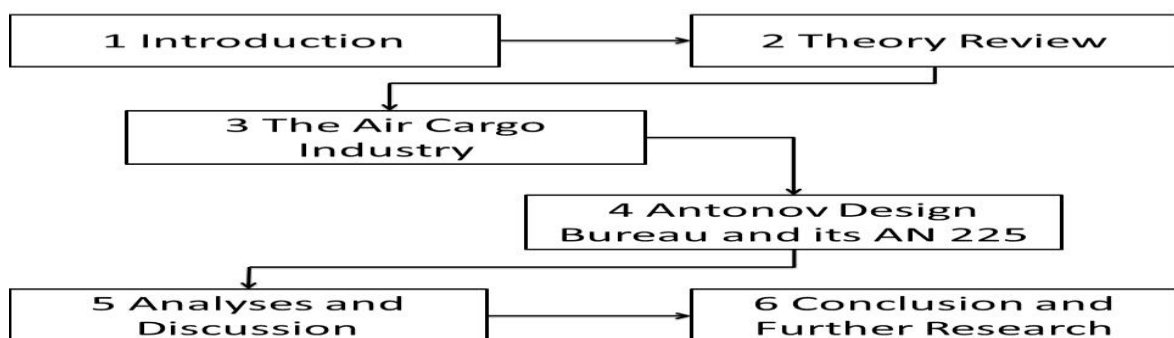 1 Introduction
2 Theory Review
3 The Air Cargo
Industry
4 Antonov Design
Bureau and its AN 225
5 Analyses and
Discussion
6 Conclusion and
Further Research